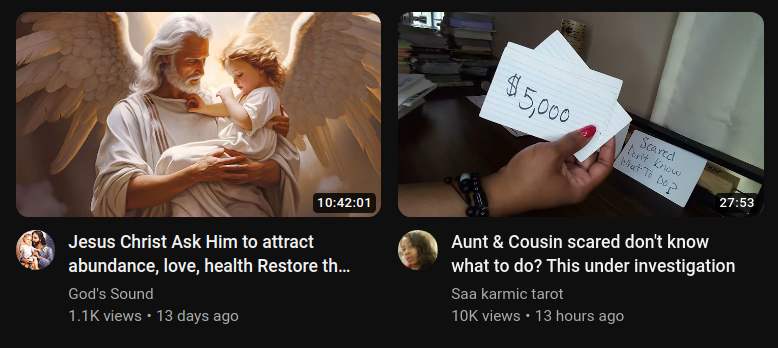 10:42:01
Jesus Christ Ask Him to attract
abundance, love, health Restore th...
God's Sound
1.1K views • 13 days ago
$5,000
Scared
Don't Know
What To Do?
27:53
Aunt & Cousin scared don't know
what to do? This under investigation
Saa karmic tarot
10K views • 13 hours ago